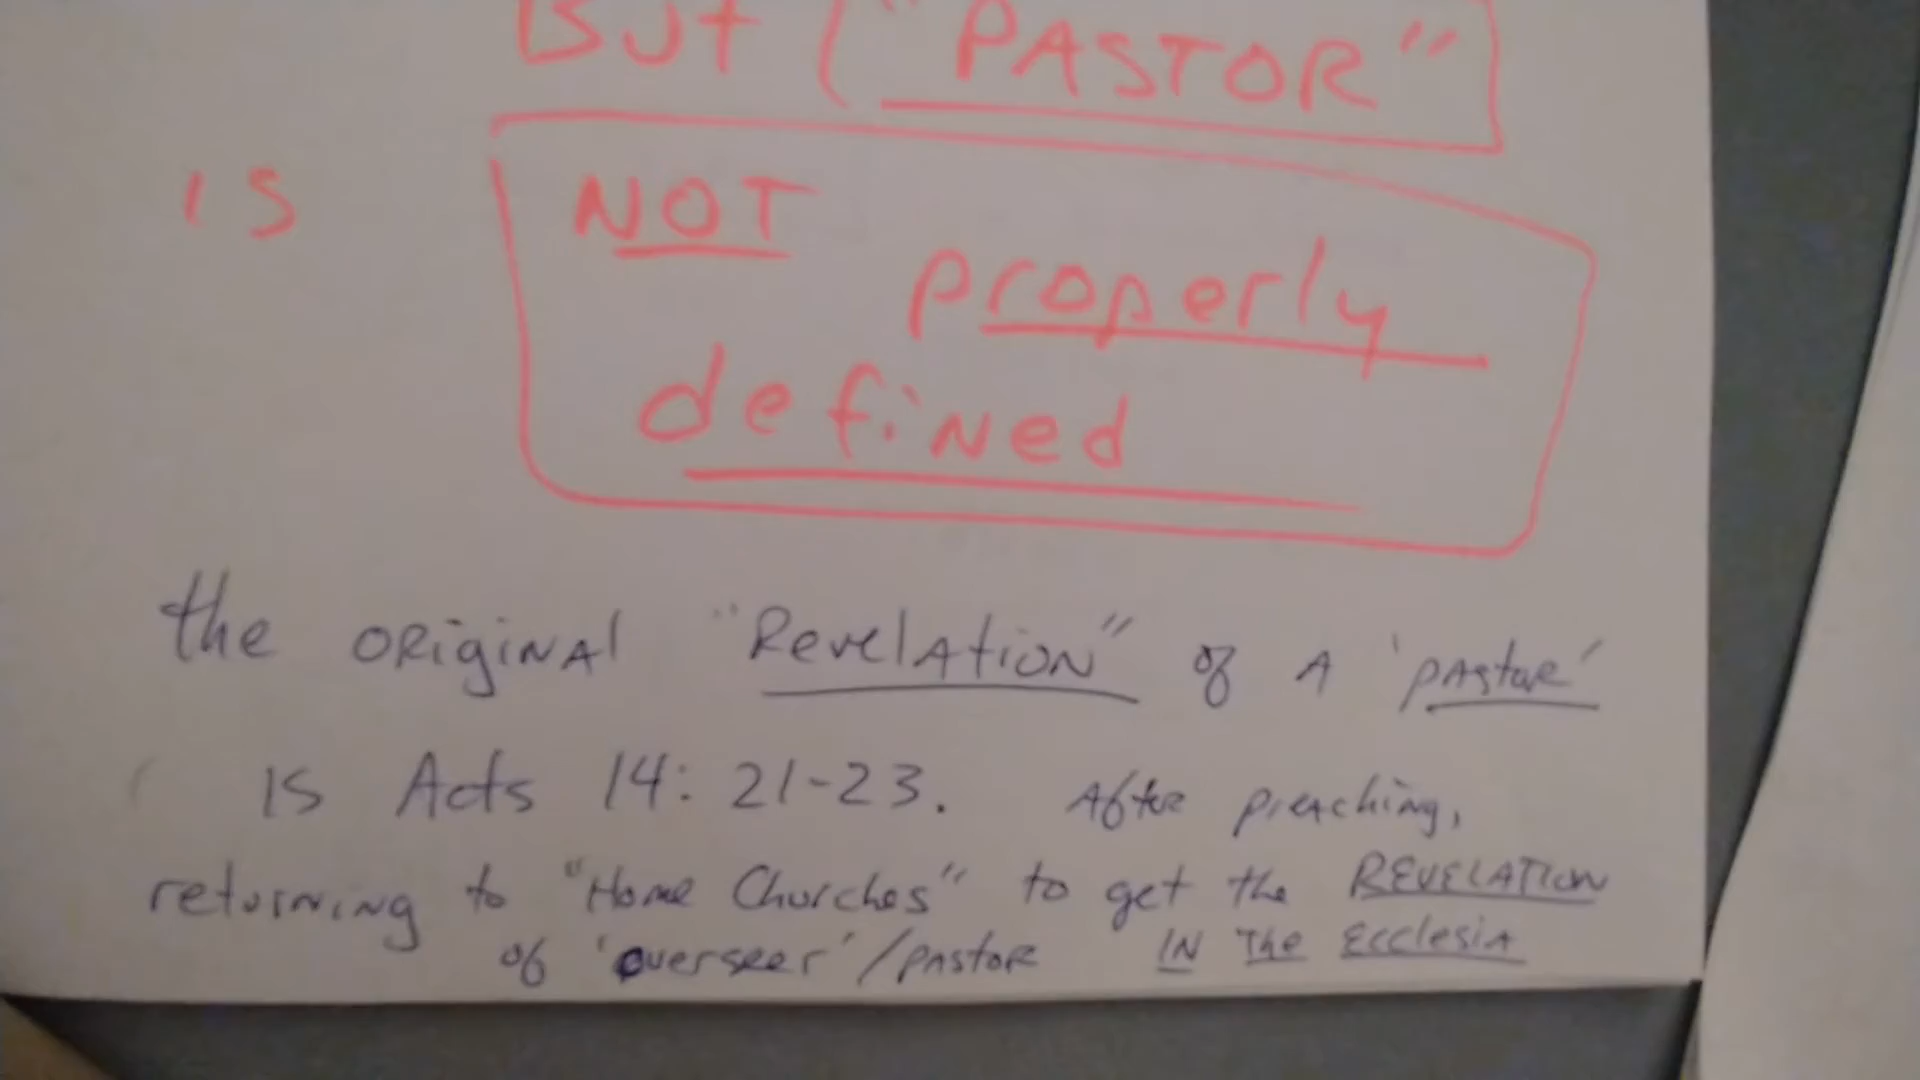 But ("PASTOR"
is NOT properly
defined
the original "Revelation" of A 'pastor'
is Acts 14: 21-23. After preaching,
returning to "Home Churches" to get the REVELATION
of 'overseer' / pastor IN The Ecclesia